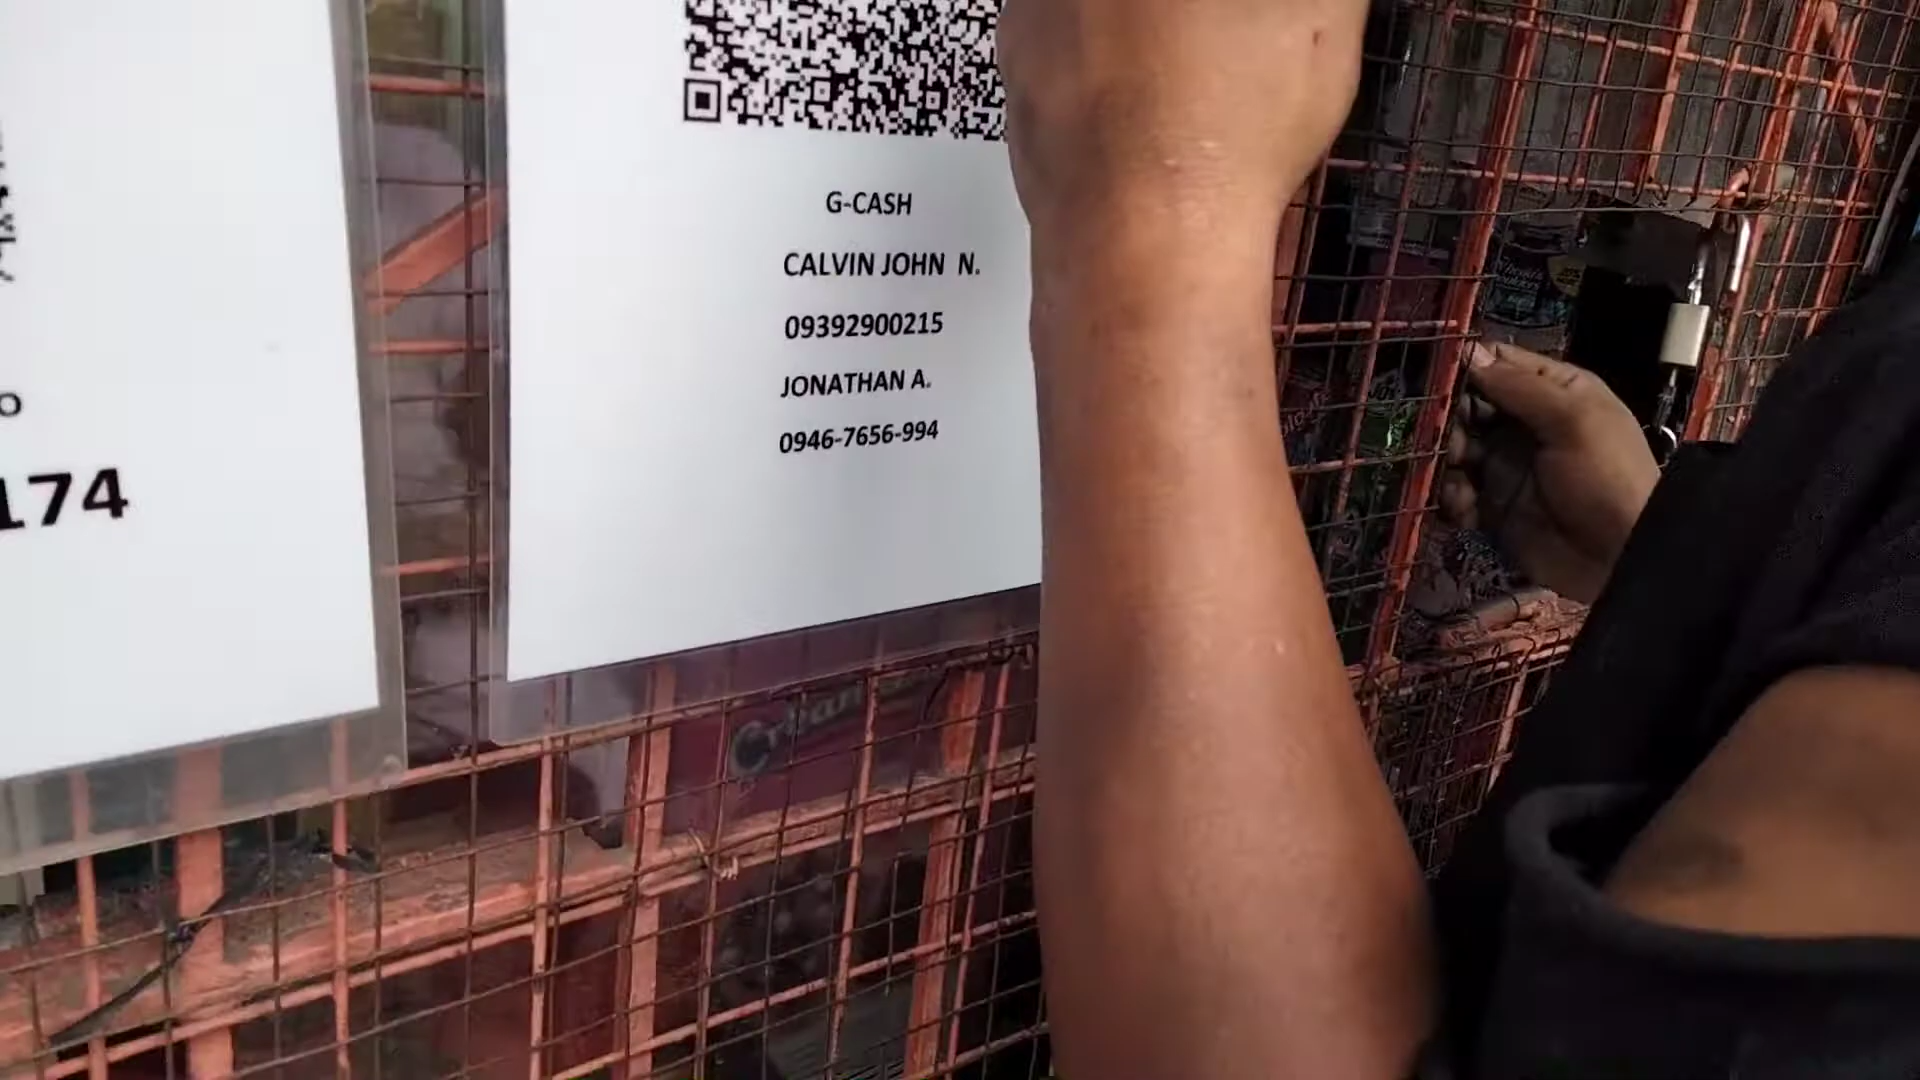 o
174
G-CASH
CALVIN JOHN N.
09392900215
JONATHAN A.
0946-7656-994